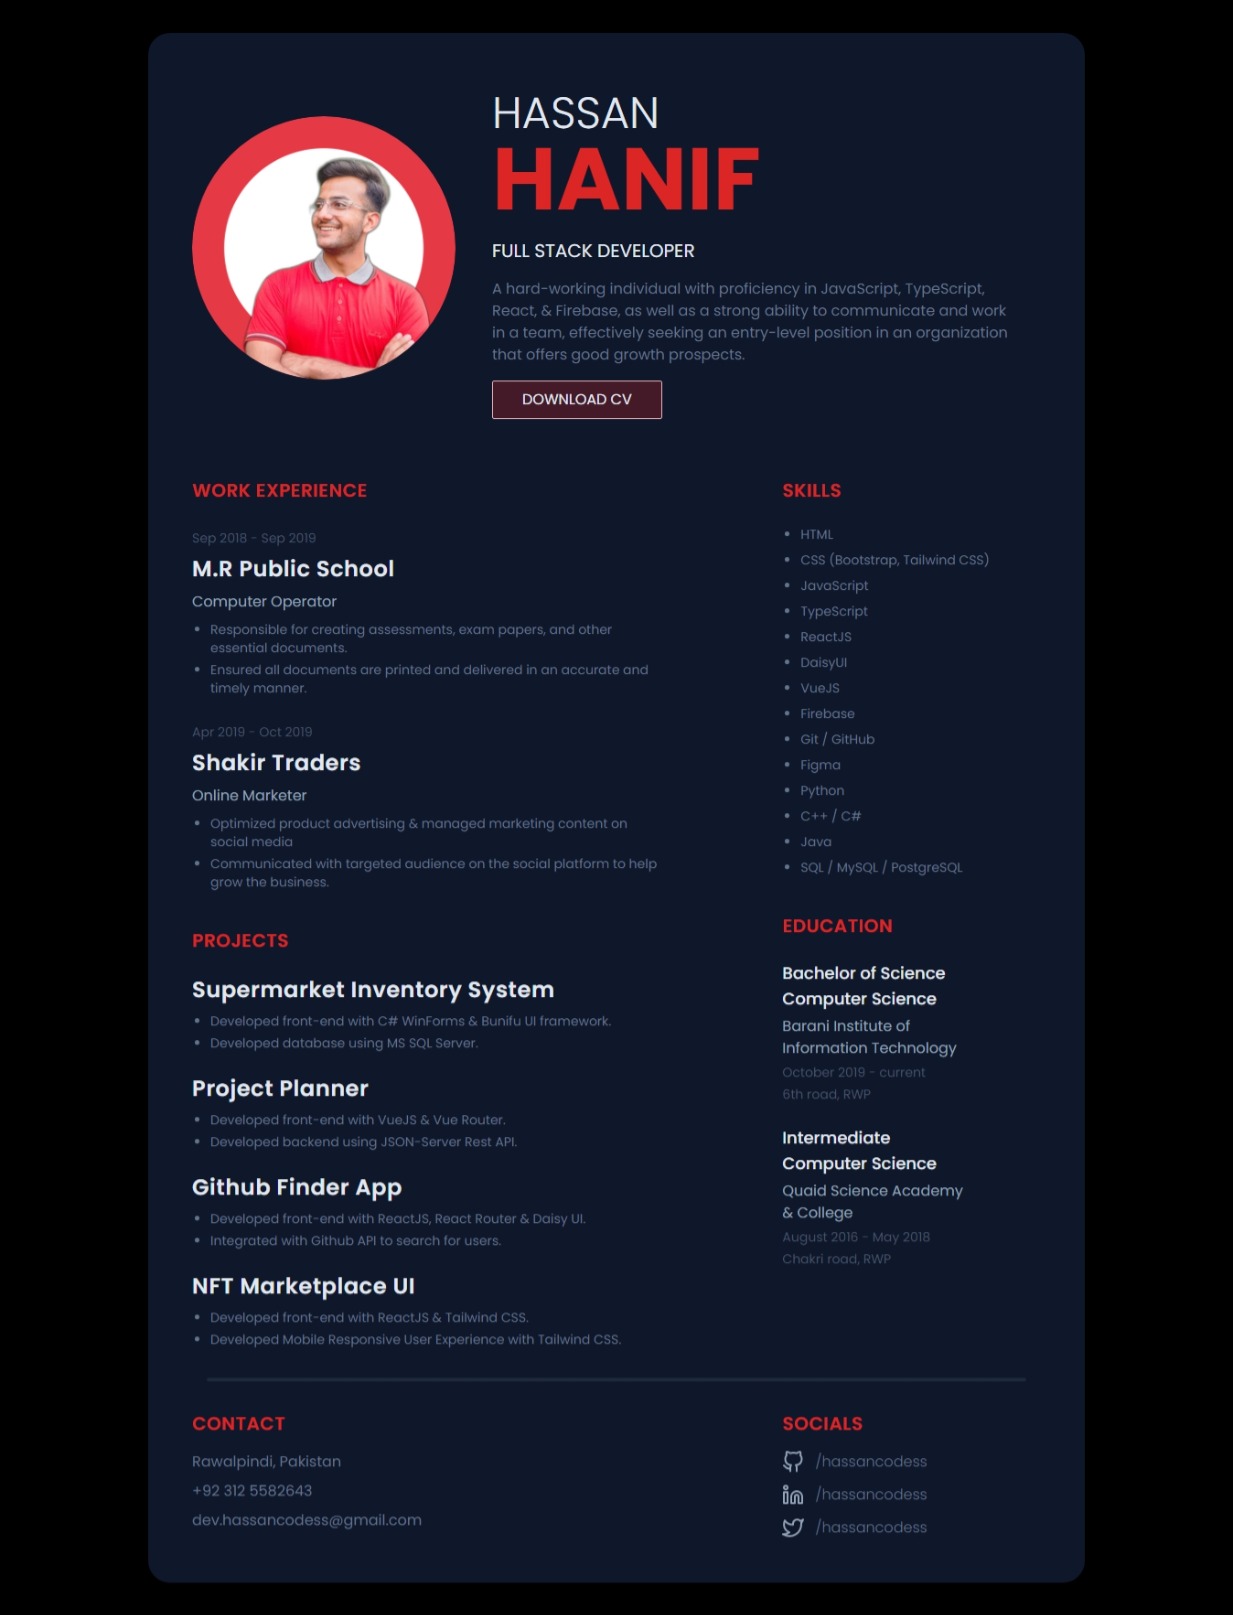 HASSAN
HANIF
FULL STACK DEVELOPER
A hard-working individual with proficiency in JavaScript, TypeScript,
React, & Firebase, as well as a strong ability to communicate and work
in a team, effectively seeking an entry-level position in an organization
that offers good growth prospects.
DOWNLOAD CV
WORK EXPERIENCE
Sep 2018 - Sep 2019
M.R Public School
Computer Operator
• Responsible for creating assessments, exam papers, and other
essential documents.
• Ensured all documents are printed and delivered in an accurate and
timely manner.
Apr 2019 - Oct 2019
Shakir Traders
Online Marketer
• Optimized product advertising & managed marketing content on
social media
• Communicated with targeted audience on the social platform to help
grow the business.
PROJECTS
Supermarket Inventory System
• Developed front-end with C# WinForms & Bunifu UI framework.
• Developed database using MS SQL Server.
Project Planner
• Developed front-end with VueJS & Vue Router.
• Developed backend using JSON-Server Rest API.
Github Finder App
• Developed front-end with ReactJS, React Router & Daisy UI.
• Integrated with Github API to search for users.
NFT Marketplace UI
• Developed front-end with ReactJS & Tailwind CSS.
• Developed Mobile Responsive User Experience with Tailwind CSS.
SKILLS
• HTML
• CSS (Bootstrap, Tailwind CSS)
• JavaScript
• TypeScript
• ReactJS
• DaisyUI
• VueJS
• Firebase
• Git / GitHub
• Figma
• Python
• C++ / C#
• Java
• SQL / MySQL / PostgreSQL
EDUCATION
Bachelor of Science
Computer Science
Barani Institute of
Information Technology
October 2019 - current
6th road, RWP
Intermediate
Computer Science
Quaid Science Academy
& College
August 2016 - May 2018
Chakri road, RWP
CONTACT
Rawalpindi, Pakistan
+92 312 5582643
dev.hassancodess@gmail.com
SOCIALS
/hassancodess
/hassancodess
/hassancodess